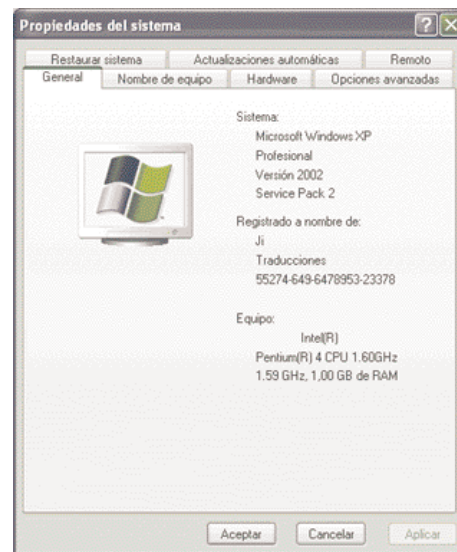 Propiedades del sistema
Restaurar sistema
Actualizaciones automáticas
Remoto
General
Nombre de equipo
Hardware
Opciones avanzadas
Sistema:
Microsoft Windows XP
Profesional
Versión 2002
Service Pack 2
Registrado a nombre de:
Ji
Traducciones
55274-649-6478953-23378
Equipo:
Intel(R)
Pentium(R) 4 CPU 1.60GHz
1.59 GHz, 1,00 GB de RAM
Aceptar
Cancelar
Aplicar